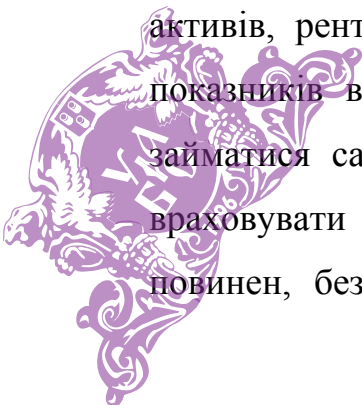 активів, рент
показників в
займатися са
враховувати
повинен, без